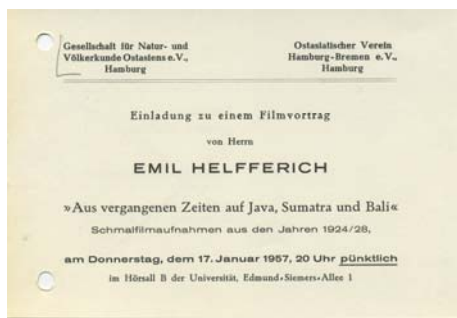 Gesellschaft für Natur- und
Völkerkunde Ostasiens e.V.,
Hamburg
Ostasiatischer Verein
Hamburg-Bremen e.V.,
Hamburg
Einladung zu einem Filmvortrag
von Herrn
EMIL HELFFERICH
»Aus vergangenen Zeiten auf Java, Sumatra und Bali«
Schmalfilmaufnahmen aus den Jahren 1924/28,
am Donnerstag, dem 17. Januar 1957, 20 Uhr pünktlich
im Hörsaal B der Universität, Edmund-Siemers-Allee 1